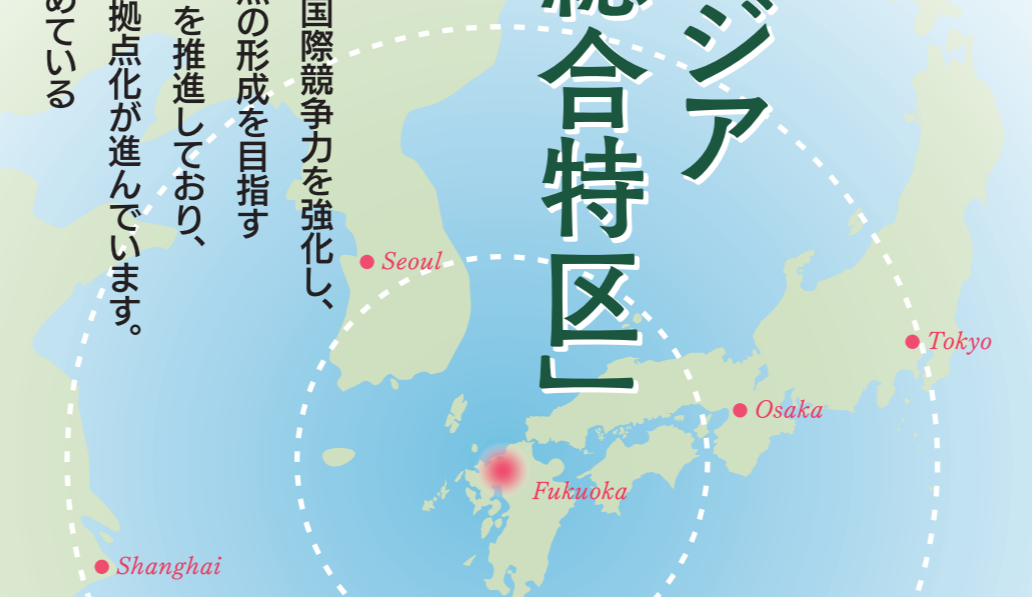 ジア
総合特区」
国際競争力を強化し、
点の形成を目指す
を推進しており、
拠点化が進んでいます。
めている
Seoul
Tokyo
Osaka
Fukuoka
Shanghai